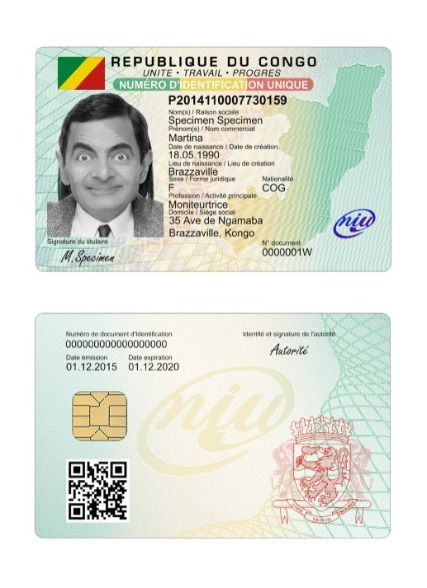 REPUBLIQUE DU CONGO
UNITE • TRAVAIL • PROGRES
NUMÉRO D'IDENTIFICATION UNIQUE
P2014110007730159
Nom(s) / Raison sociale
Specimen Specimen
Prénom(s) / Nom commercial
Martina
Date de naissance / Date de création
18.05.1990
Lieu de naissance / Lieu de création
Brazzaville
Sexe / Forme juridique Nationalité
F COG
Profession / Activité principale
Moniteurtrice
Domicile / Siège social
35 Ave de Ngamaba
Brazzaville, Kongo
niu
Signature du titulaire
M. Specimen
N° document
0000001W
Numéro de document d'identification
000000000000000000
Identité et signature de l'autorité
Autorité
Date émission Date expiration
01.12.2015 01.12.2020
niu